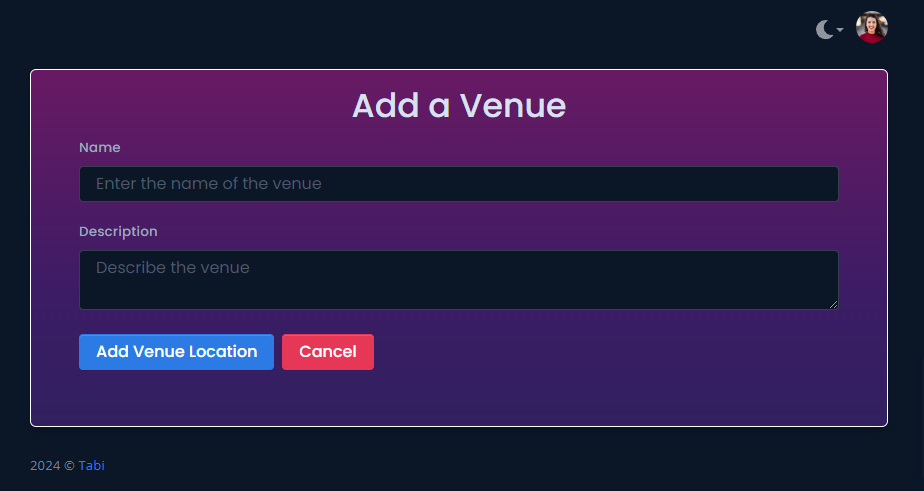 Add a Venue
Name
Enter the name of the venue
Description
Describe the venue
Add Venue Location Cancel
2024 © Tabi